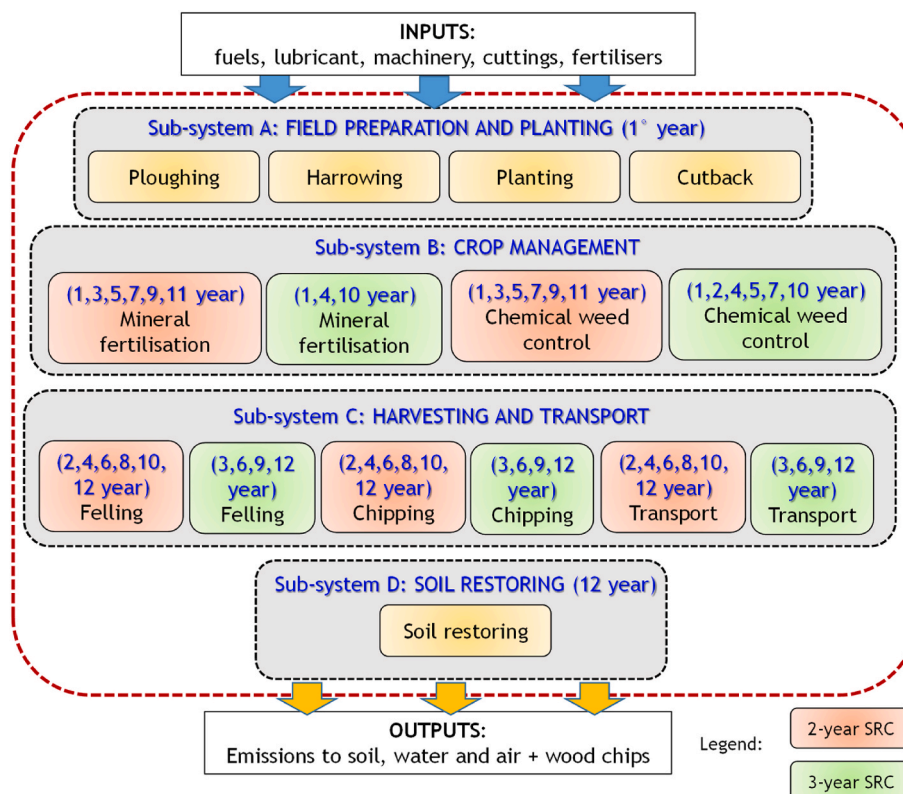 INPUTS:
fuels, lubricant, machinery, cuttings, fertilisers
Sub-system A: FIELD PREPARATION AND PLANTING (1° year)
Ploughing
Harrowing
Planting
Cutback
Sub-system B: CROP MANAGEMENT
(1,3,5,7,9,11 year)
Mineral
fertilisation
(1,4,10 year)
Mineral
fertilisation
(1,3,5,7,9,11 year)
Chemical weed
control
(1,2,4,5,7,10 year)
Chemical weed
control
Sub-system C: HARVESTING AND TRANSPORT
(2,4,6,8,10,
12 year)
Felling
(3,6,9,12
year)
Felling
(2,4,6,8,10,
12 year)
Chipping
(3,6,9,12
year)
Chipping
(2,4,6,8,10,
12 year)
Transport
(3,6,9,12
year)
Transport
Sub-system D: SOIL RESTORING (12 year)
Soil restoring
OUTPUTS:
Emissions to soil, water and air + wood chips
Legend:
2-year SRC
3-year SRC